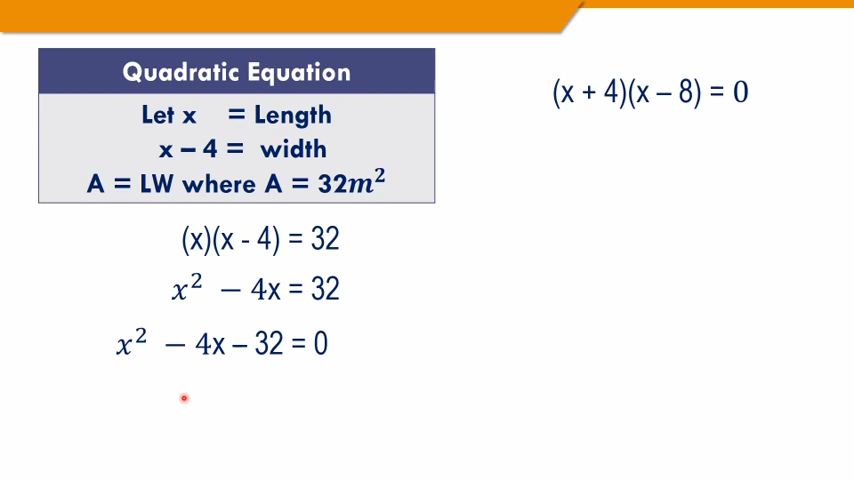 Quadratic Equation
Let x = Length
x – 4 = width
A = LW where A = 32m²
(x)(x - 4) = 32
x² – 4x = 32
x² – 4x – 32 = 0
(x + 4)(x – 8) = 0